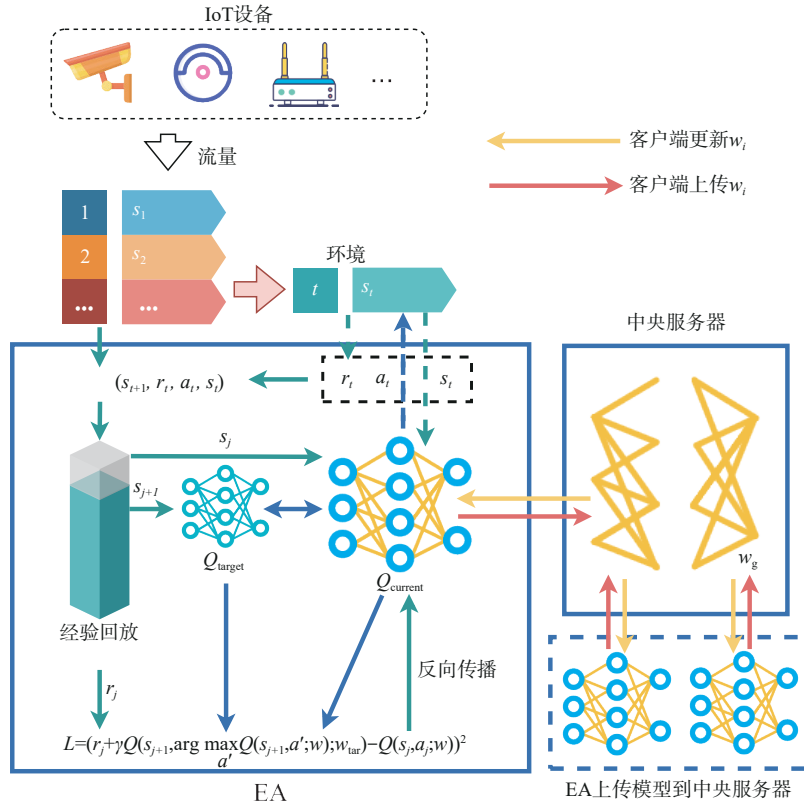 IoT设备
...
流量
客户端更新w_i
客户端上传w_i
1 s_1
2 s_2
... ...
环境
t s_t
中央服务器
(s_{t+1}, r_t, a_t, s_t)
r_t a_t s_t
s_j
s_{j+1}
Q_target
Q_current
w_g
经验回放
反向传播
r_j
L=(r_j+γQ(s_{j+1},arg max Q(s_{j+1},a′;w);w_tar)−Q(s_j,a_j;w))^2
a′
EA
EA上传模型到中央服务器